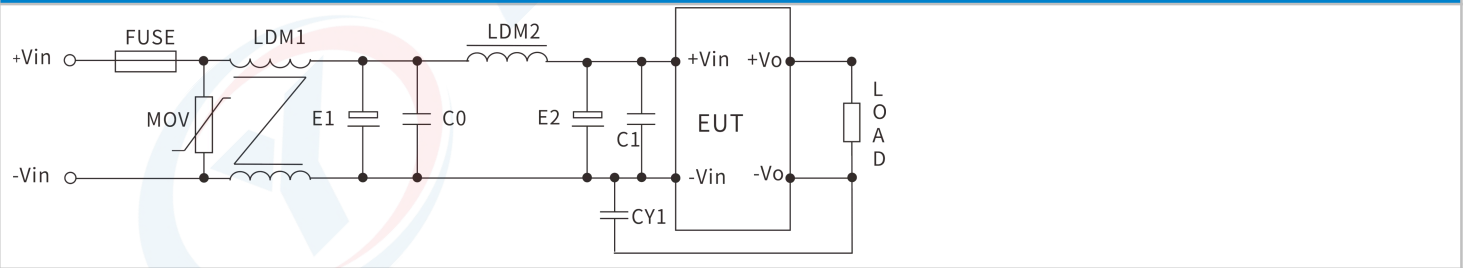 FUSE
LDM1
LDM2
+Vin
+Vin
+Vo
MOV
E1
C0
E2
C1
EUT
L
O
A
D
-Vin
-Vin
-Vo
CY1